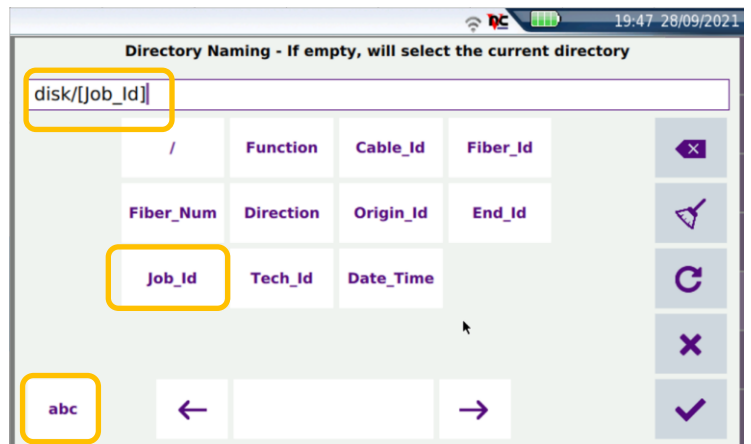 19:47 28/09/2021
Directory Naming - If empty, will select the current directory
disk/[Job_Id]
/ Function Cable_Id Fiber_Id
Fiber_Num Direction Origin_Id End_Id
Job_Id Tech_Id Date_Time
abc